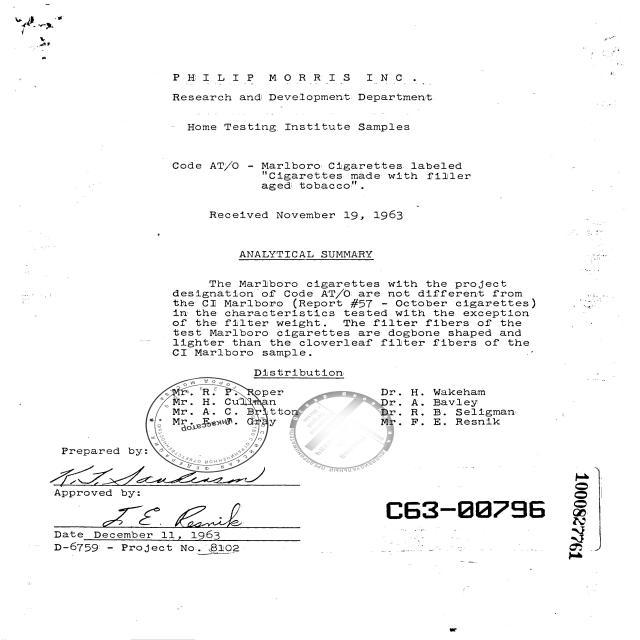 PHILIP MORRIS INC.
Research and Development Department
Home Testing Institute Samples
Code AT/O - Marlboro Cigarettes labeled
"Cigarettes made with filler
aged tobacco".
Received November 19, 1963
ANALYTICAL SUMMARY
The Marlboro cigarettes with the project
designation of Code AT/O are not different from
the CI Marlboro (Report #57 - October cigarettes)
in the characteristics tested with the exception
of the filter weight. The filter fibers of the
test Marlboro cigarettes are dogbone shaped and
lighter than the cloverleaf filter fibers of the
CI Marlboro sample.
Distribution
Mr. R. P. Roper Dr. H. Wakeham
Mr. H. Cullman Dr. A. Bavley
Mr. A. C. Britton Dr. R. B. Seligman
Mr. E. W. Gray Mr. F. E. Resnik
Prepared by:
Approved by:
F. E. Resnik
Date December 11, 1963
D-6759 - Project No. 8102
C63-00796
1000827761